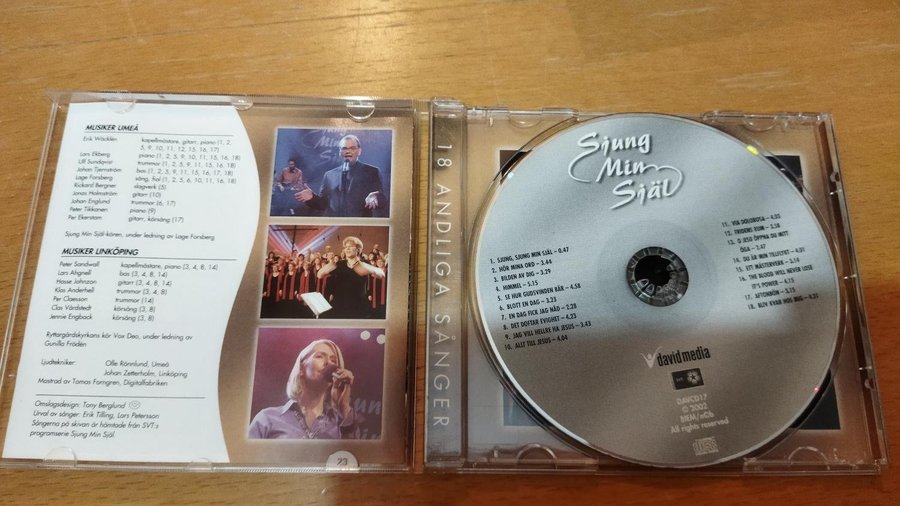 MUSIKER UMEÅ
Erik Wäcklén kapellmästare, gitarr, piano (1, 2,
5, 9, 10, 11, 12, 15, 16, 17)
Lars Ekberg piano (1, 2, 5, 9, 10, 11, 15, 16, 18)
Ulf Sundqvist trummor (1, 2, 5, 9, 11, 15, 16, 18)
Johan Tjernström bas (1, 2, 5, 9, 11, 15, 16, 17, 18)
Lage Forsberg sång, fiol (1, 2, 5, 6, 10, 11, 16, 18)
Rickard Bergner slagverk (5)
Jonas Holmström gitarr (10)
Johan Englund trummor (6, 17)
Peter Tikkanen piano (9)
Per Ekerstam gitarr, körsång (17)
Sjung Min Själ-kören, under ledning av Lage Forsberg.
MUSIKER LINKÖPING
Peter Sandwall kapellmästare, piano (3, 4, 8, 14)
Lars Ahgnell bas (3, 4, 8, 14)
Hasse Johnzon gitarr (3, 4, 8, 14)
Klas Anderhell trummor (3, 4, 8)
Per Claesson trummor (14)
Clas Vårdstedt körsång (3, 8)
Jennie Engback körsång (3, 8)
Ryttargårdskyrkans kör Vox Deo, under ledning av
Gunilla Frödén
Ljudtekniker: Olle Rönnlund, Umeå
Johan Zetterholm, Linköping
Mastrad av Tomas Forngren, Digitalfabriken
Omslagsdesign: Tony Berglund
Urval av sånger: Erik Tilling, Lars Petersson
Sångerna på skivan är hämtade från SVT:s
programserie Sjung Min Själ.
Sjung
Min
23
18 ANDLIGA SÅNGER
Sjung
Min
Själ
1. SJUNG, SJUNG MIN SJÄL – 0.47
2. HÖR MINA ORD – 3.44
3. BILDEN AV DIG – 3.29
4. HIMMEL – 5.15
5. SE HUR GUDSVINDEN BÄR – 4.58
6. BLOTT EN DAG – 3.23
7. EN DAG FICK JAG NÅD – 2.28
8. DET DOFTAR EVIGHET – 4.23
9. JAG VILL HELLRE HA JESUS – 3.43
10. ALLT TILL JESUS – 4.04
11. VIA DOLOROSA – 4.05
12. FRIDENS RUM – 3.18
13. O JESU ÖPPNA DU MITT
ÖGA – 2.47
14. DU ÄR MIN TILLFLYKT –
15. ETT MÄSTERVERK –
16. THE BLOOD WILL NEVER LOSE
IT'S POWER – 4.15
17. AFTONBÖN – 3.15
18. BLIV KVAR HOS MIG – 4.31
davidmedia
DAVCD17
© 2002
BIEM/nCb
All rights reserved